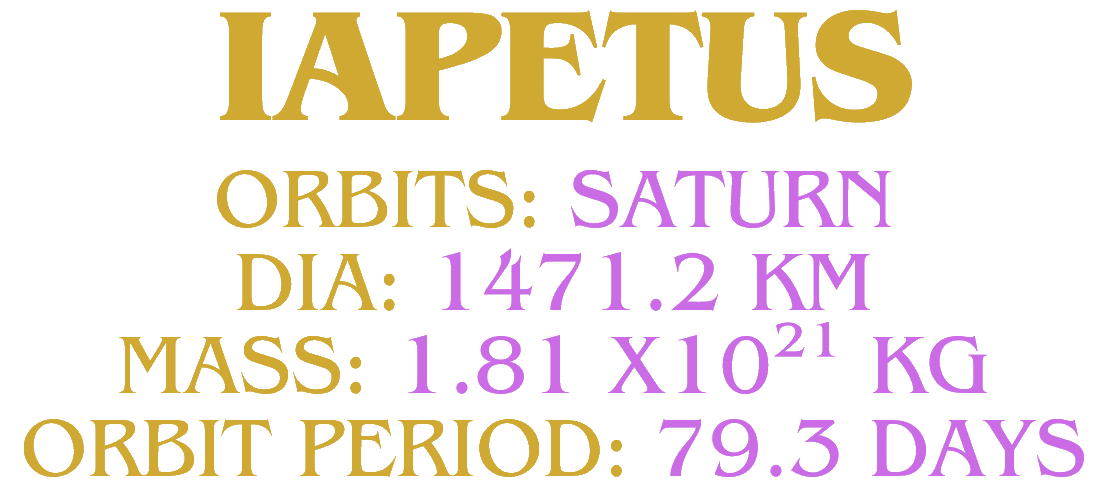 IAPETUS
ORBITS: SATURN
DIA: 1471.2 KM
MASS: 1.81 X10²¹ KG
ORBIT PERIOD: 79.3 DAYS